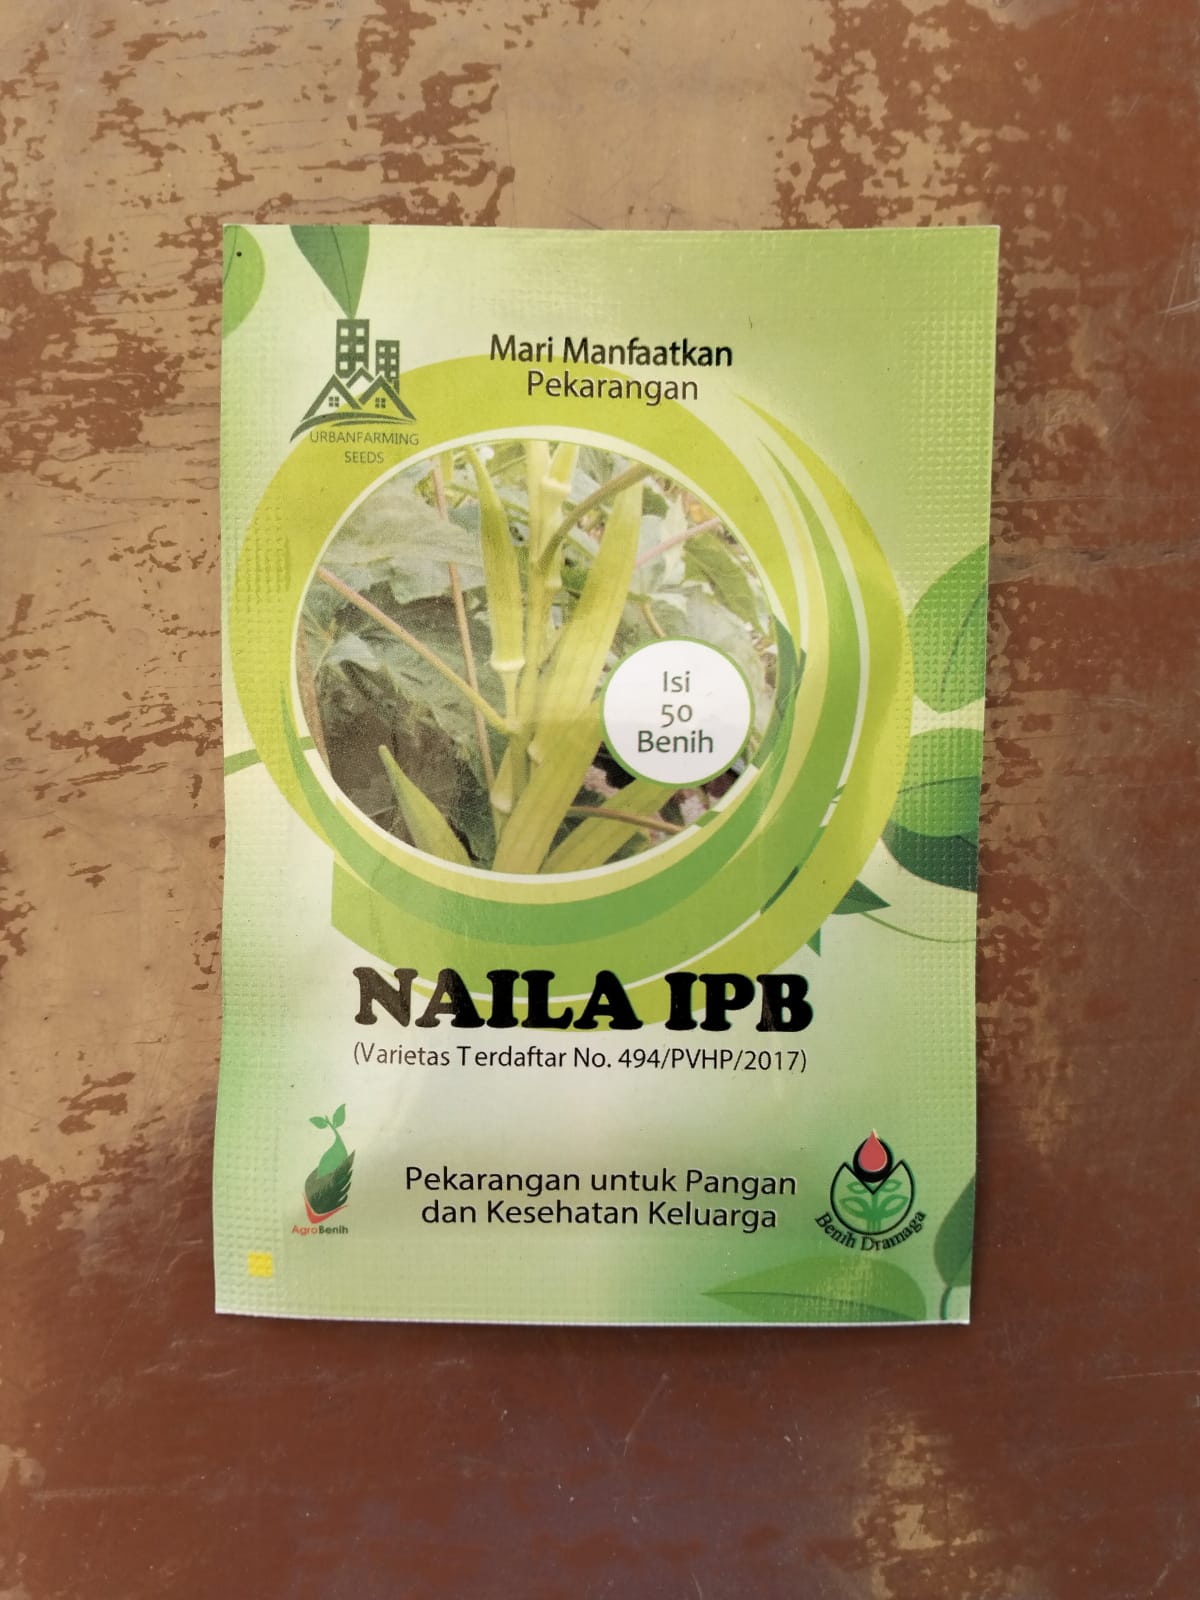 Mari Manfaatkan
Pekarangan
URBANFARMING
SEEDS
Isi
50
Benih
NAILA IPB
(Varietas Terdaftar No. 494/PVHP/2017)
AgroBenih
Pekarangan untuk Pangan
dan Kesehatan Keluarga
Benih Dramaga